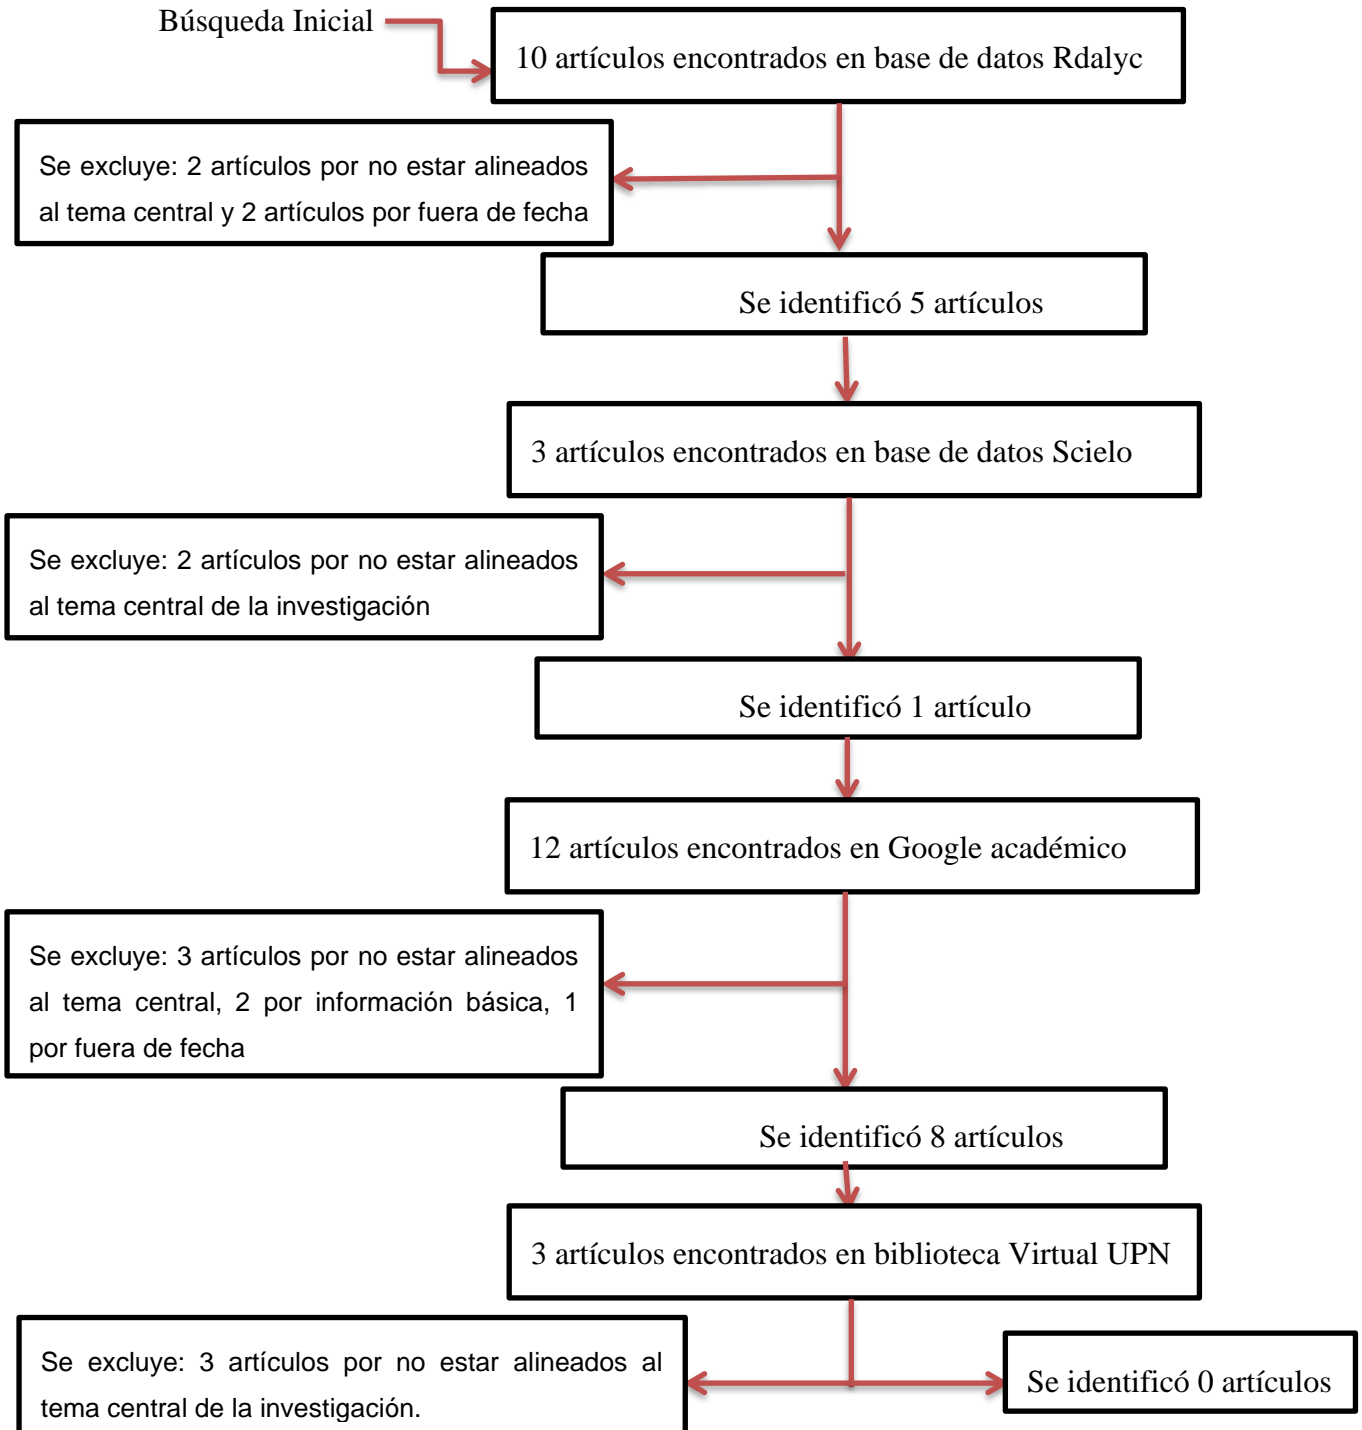 Búsqueda Inicial
10 artículos encontrados en base de datos Rdalyc
Se excluye: 2 artículos por no estar alineados
al tema central y 2 artículos por fuera de fecha
Se identificó 5 artículos
3 artículos encontrados en base de datos Scielo
Se excluye: 2 artículos por no estar alineados
al tema central de la investigación
Se identificó 1 artículo
12 artículos encontrados en Google académico
Se excluye: 3 artículos por no estar alineados
al tema central, 2 por información básica, 1
por fuera de fecha
Se identificó 8 artículos
3 artículos encontrados en biblioteca Virtual UPN
Se excluye: 3 artículos por no estar alineados al
tema central de la investigación.
Se identificó 0 artículos